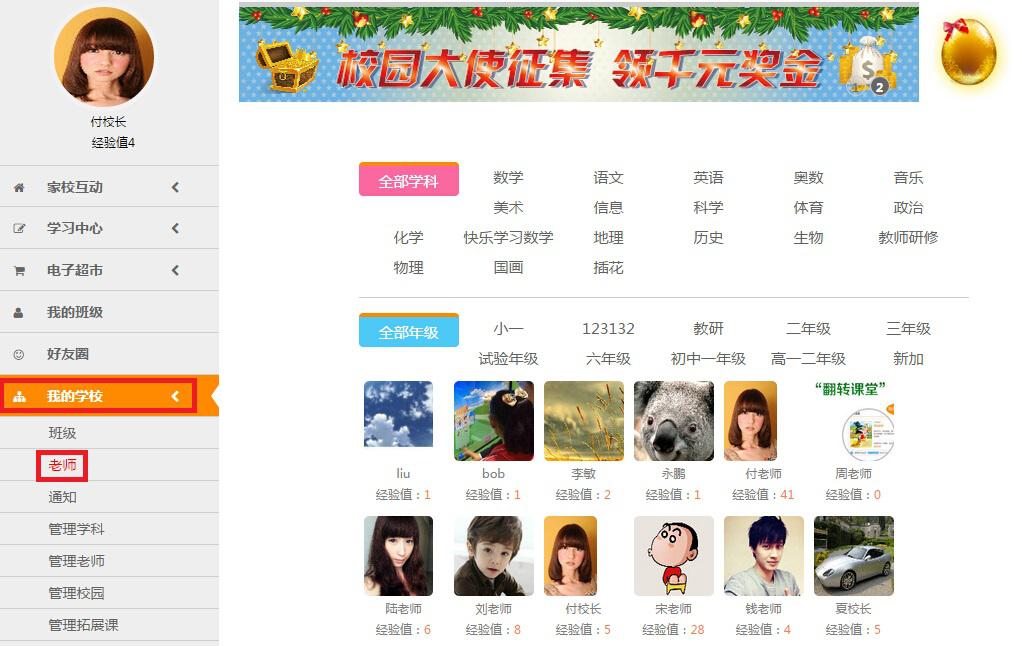 付校长
经验值4
家校互动
学习中心
电子超市
我的班级
好友圈
我的学校
班级
老师
通知
管理学科
管理老师
管理校园
管理拓展课
校园大使征集 领千元奖金
$
2
全部学科 数学 语文 英语 奥数 音乐
美术 信息 科学 体育 政治
化学 快乐学习数学 地理 历史 生物 教师研修
物理 国画 插花
全部年级 小一 123132 教研 二年级 三年级
试验年级 六年级 初中一年级 高一二年级 新加
“翻转课堂”
liu bob 李敏 永鹏 付老师 周老师
经验值：1 经验值：1 经验值：2 经验值：1 经验值：41 经验值：0
陆老师 刘老师 付校长 宋老师 钱老师 夏校长
经验值：6 经验值：8 经验值：5 经验值：28 经验值：4 经验值：5